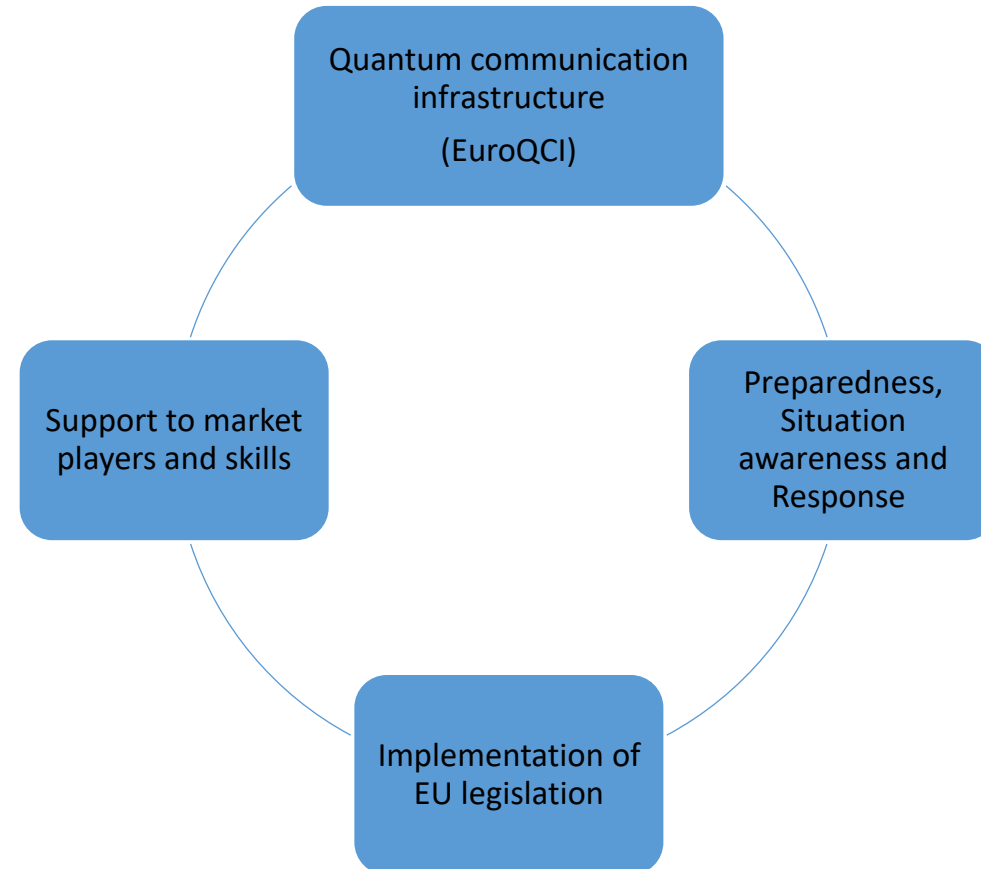 Quantum communication
infrastructure
(EuroQCI)
Preparedness,
Situation
awareness and
Response
Support to market
players and skills
Implementation of
EU legislation